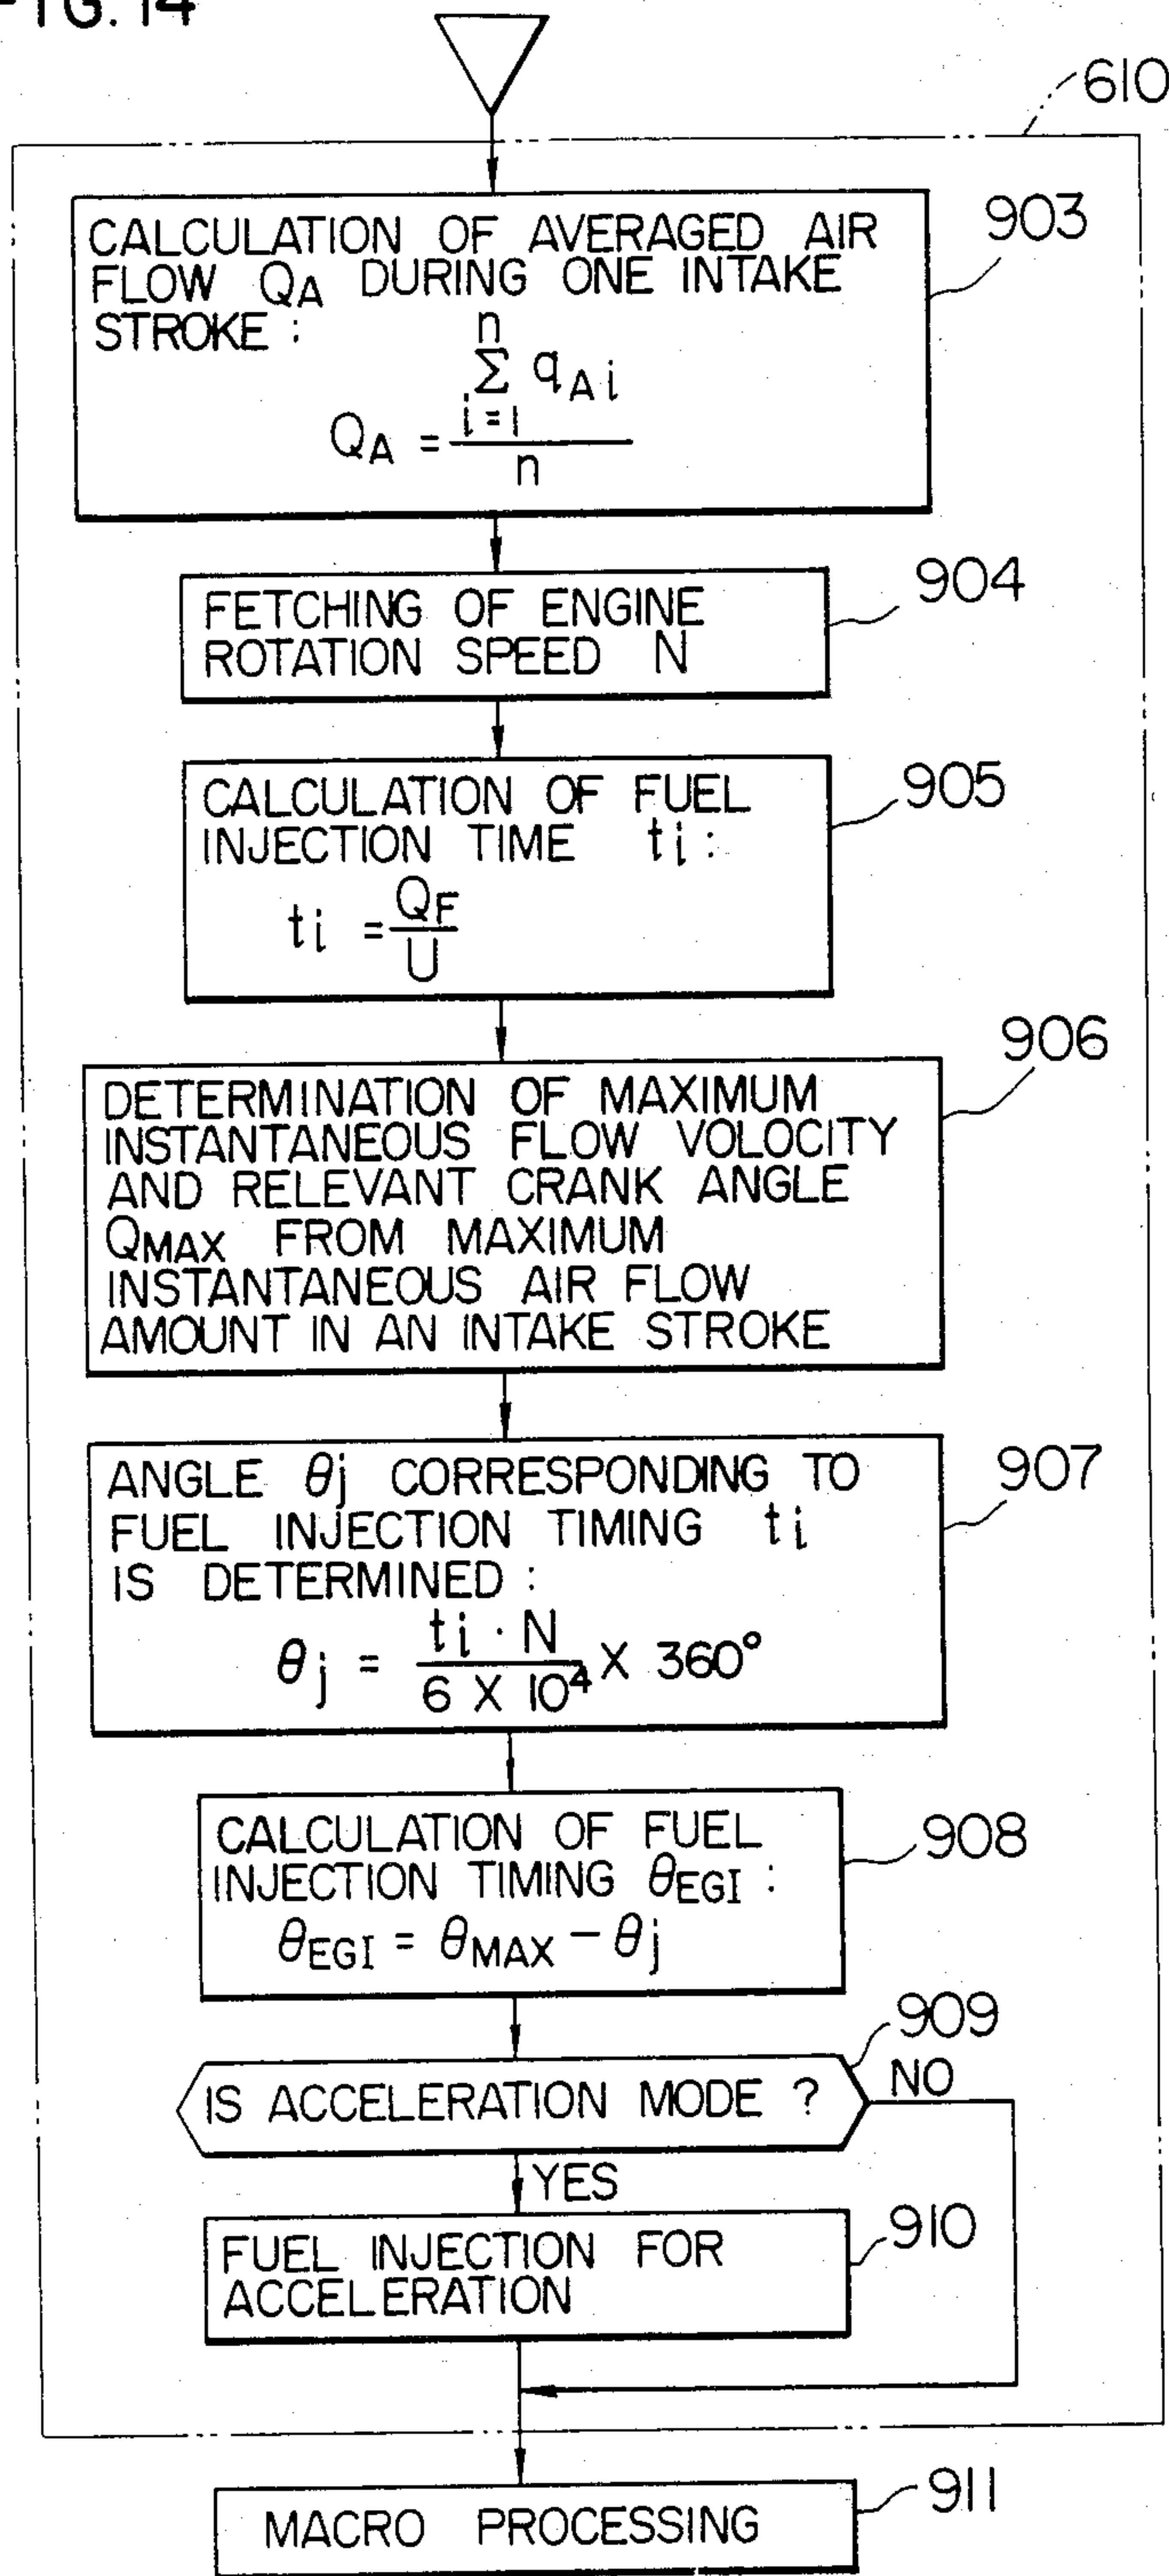 FIG. 14
610
CALCULATION OF AVERAGED AIR
FLOW QA DURING ONE INTAKE
STROKE :
n
Σ qAi
i=1
QA = 
n
903
FETCHING OF ENGINE
ROTATION SPEED N
904
CALCULATION OF FUEL
INJECTION TIME ti :
ti = QF
U
905
DETERMINATION OF MAXIMUM
INSTANTANEOUS FLOW VOLOCITY
AND RELEVANT CRANK ANGLE
QMAX FROM MAXIMUM
INSTANTANEOUS AIR FLOW
AMOUNT IN AN INTAKE STROKE
906
ANGLE θj CORRESPONDING TO
FUEL INJECTION TIMING ti
IS DETERMINED :
θj = ti · N
6 X 10⁴ X 360°
907
CALCULATION OF FUEL
INJECTION TIMING θEGI :
θEGI = θMAX − θj
908
IS ACCELERATION MODE ?
909
NO
YES
FUEL INJECTION FOR
ACCELERATION
910
MACRO PROCESSING
911